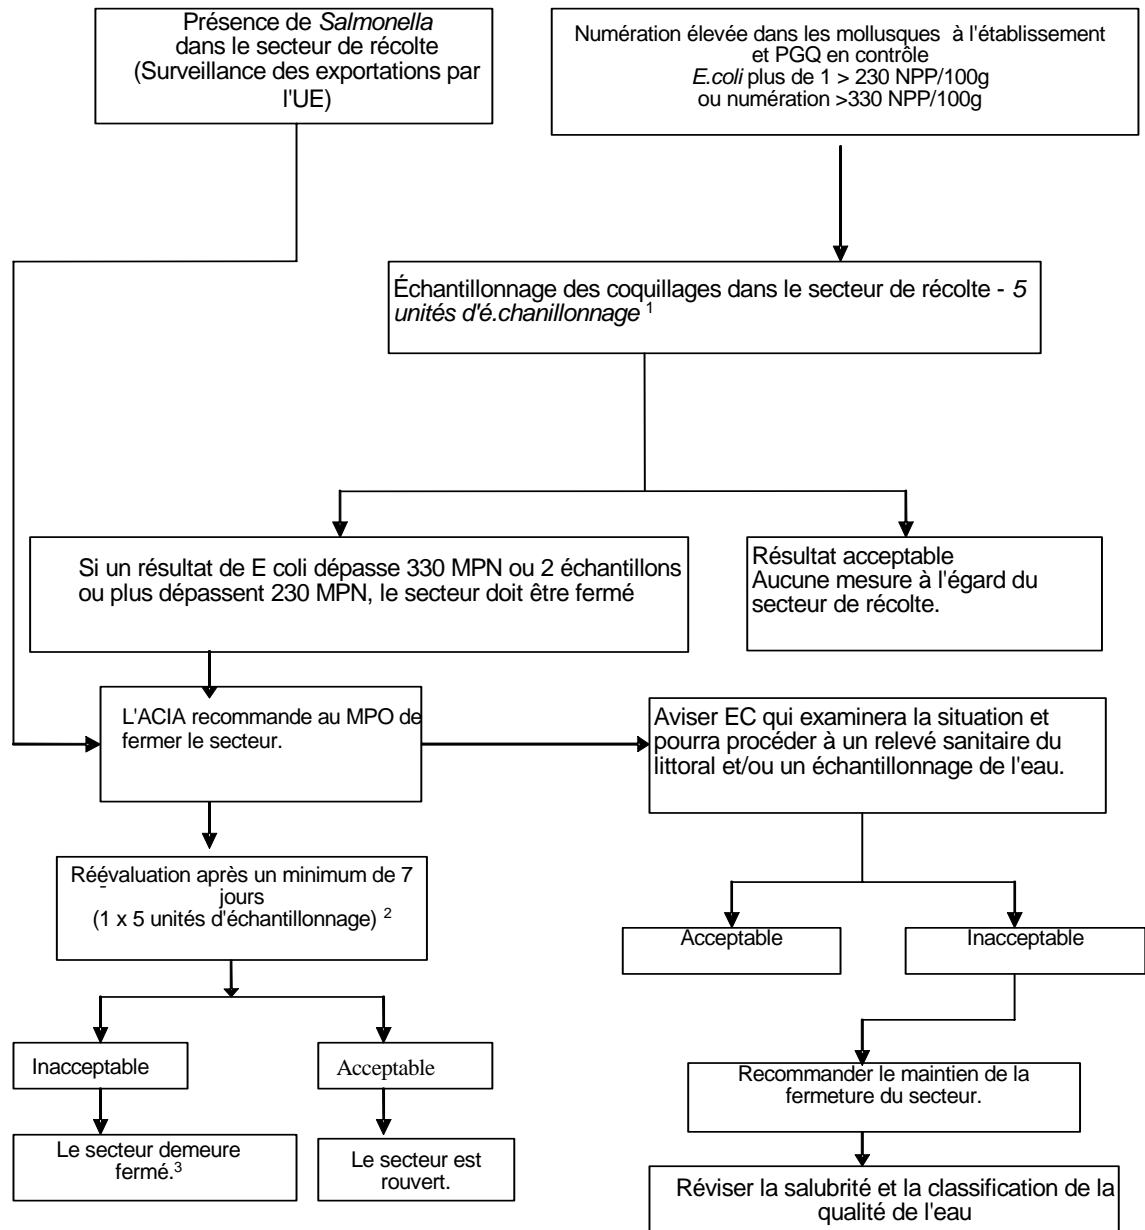 Présence de Salmonella
dans le secteur de récolte
(Surveillance des exportations par
l'UE)
Numération élevée dans les mollusques à l'établissement
et PGQ en contrôle
E.coli plus de 1 > 230 NPP/100g
ou numération >330 NPP/100g
Échantillonnage des coquillages dans le secteur de récolte - 5
unités d'é.chanillonnage 1
Si un résultat de E coli dépasse 330 MPN ou 2 échantillons
ou plus dépassent 230 MPN, le secteur doit être fermé
Résultat acceptable
Aucune mesure à l'égard du
secteur de récolte.
L'ACIA recommande au MPO de
fermer le secteur.
Aviser EC qui examinera la situation et
pourra procéder à un relevé sanitaire du
littoral et/ou un échantillonnage de l'eau.
Réévaluation après un minimum de 7
jours
(1 x 5 unités d'échantillonnage) 2
Acceptable
Inacceptable
Inacceptable
Acceptable
Recommander le maintien de la
fermeture du secteur.
Le secteur demeure
fermé.3
Le secteur est
rouvert.
Réviser la salubrité et la classification de la
qualité de l'eau